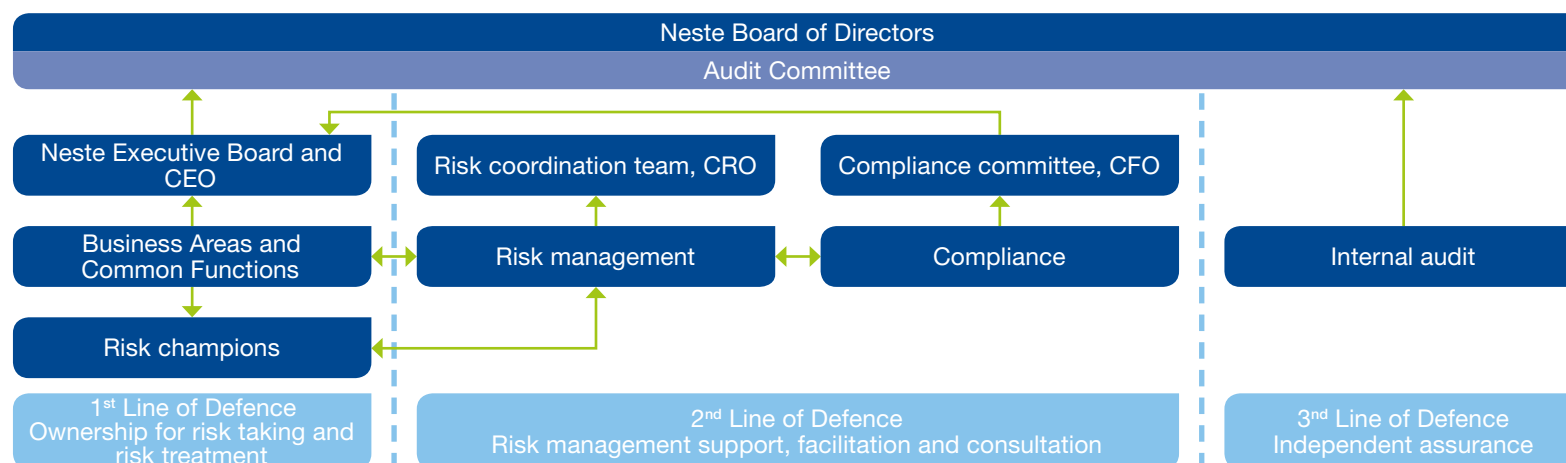 Neste Board of Directors
Audit Committee
Neste Executive Board and
CEO
Risk coordination team, CRO
Compliance committee, CFO
Business Areas and
Common Functions
Risk management
Compliance
Internal audit
Risk champions
1st Line of Defence
Ownership for risk taking and
risk treatment
2nd Line of Defence
Risk management support, facilitation and consultation
3nd Line of Defence
Independent assurance